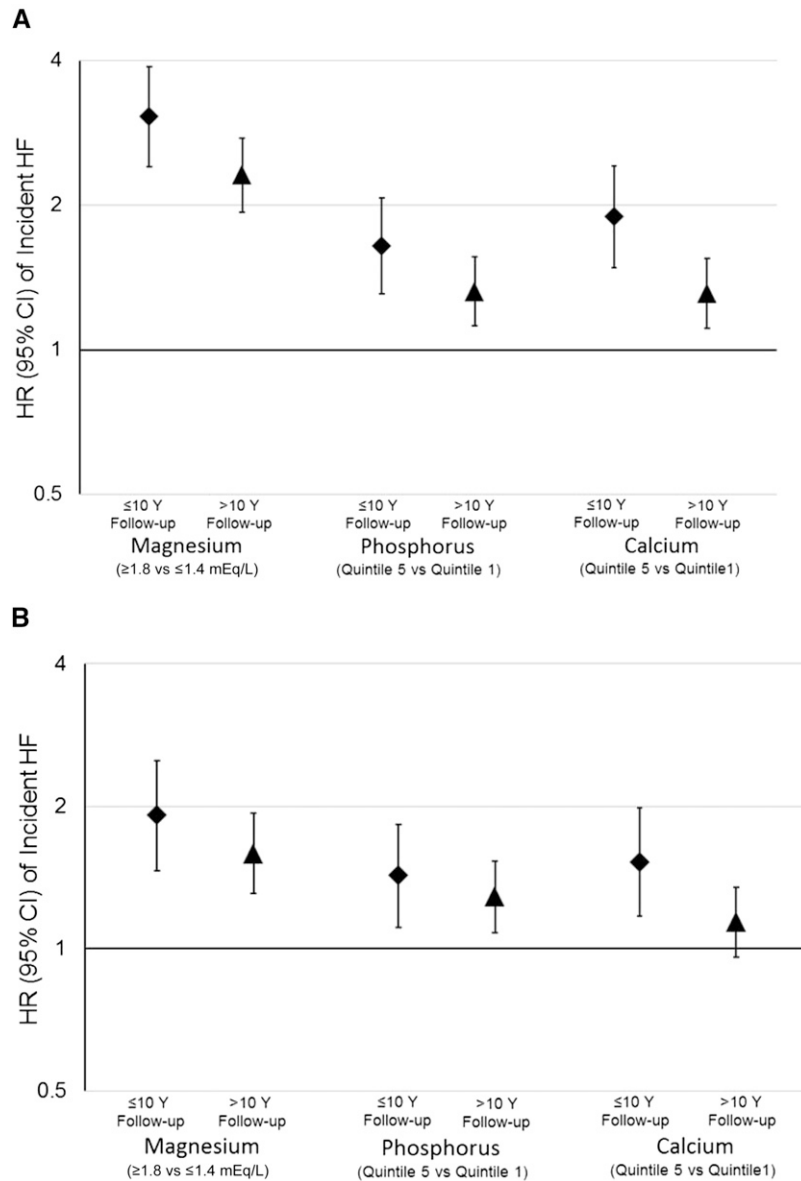 A
HR (95% CI) of Incident HF
4
2
1
0.5
≤10 Y >10 Y ≤10 Y >10 Y ≤10 Y >10 Y
Follow-up Follow-up Follow-up Follow-up Follow-up Follow-up
Magnesium Phosphorus Calcium
(≥1.8 vs ≤1.4 mEq/L) (Quintile 5 vs Quintile 1) (Quintile 5 vs Quintile1)
B
HR (95% CI) of Incident HF
4
2
1
0.5
≤10 Y >10 Y ≤10 Y >10 Y ≤10 Y >10 Y
Follow-up Follow-up Follow-up Follow-up Follow-up Follow-up
Magnesium Phosphorus Calcium
(≥1.8 vs ≤1.4 mEq/L) (Quintile 5 vs Quintile 1) (Quintile 5 vs Quintile1)